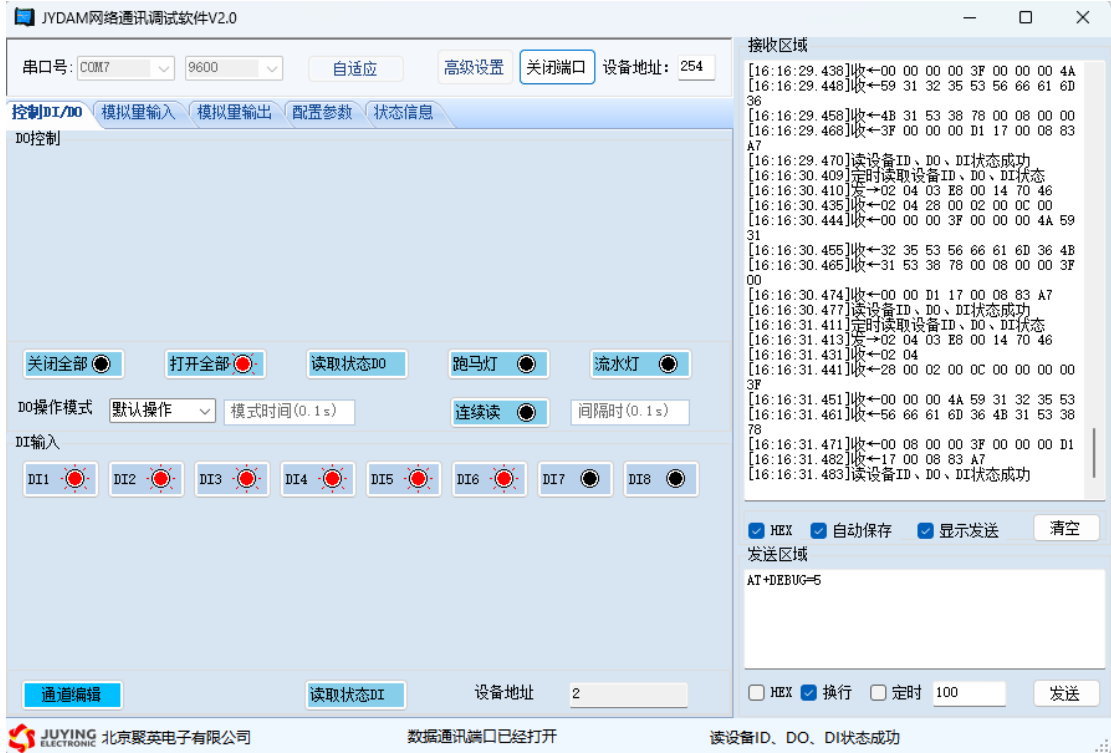 JYDAM网络通讯调试软件V2.0
串口号: COM7 9600 自适应 高级设置 关闭端口 设备地址: 254
控制DI/DO 模拟量输入 模拟量输出 配置参数 状态信息
DO控制
关闭全部 打开全部 读取状态DO 跑马灯 流水灯
DO操作模式 默认操作 模式时间(0.1s) 连续读 间隔时(0.1s)
DI输入
DI1 DI2 DI3 DI4 DI5 DI6 DI7 DI8
通道编辑 读取状态DI 设备地址 2
接收区域
[16:16:29.438]收←00 00 00 00 3F 00 00 00 4A
[16:16:29.448]收←59 31 32 35 53 56 66 61 6D
36
[16:16:29.458]收←4B 31 53 38 78 00 08 00 00
[16:16:29.468]收←3F 00 00 00 D1 17 00 08 83
A7
[16:16:29.470]读设备ID、DO、DI状态成功
[16:16:30.409]定时读取设备ID、DO、DI状态
[16:16:30.410]发→02 04 03 E8 00 14 70 46
[16:16:30.435]收←02 04 28 00 02 00 0C 00
[16:16:30.444]收←00 00 00 3F 00 00 00 4A 59
31
[16:16:30.455]收←32 35 53 56 66 61 6D 36 4B
[16:16:30.465]收←31 53 38 78 00 08 00 00 3F
00
[16:16:30.474]收←00 00 D1 17 00 08 83 A7
[16:16:30.477]读设备ID、DO、DI状态成功
[16:16:31.411]定时读取设备ID、DO、DI状态
[16:16:31.413]发→02 04 03 E8 00 14 70 46
[16:16:31.431]收←02 04
[16:16:31.441]收←28 00 02 00 0C 00 00 00 00
3F
[16:16:31.451]收←00 00 00 4A 59 31 32 35 53
[16:16:31.461]收←56 66 61 6D 36 4B 31 53 38
78
[16:16:31.471]收←00 08 00 00 3F 00 00 00 D1
[16:16:31.482]收←17 00 08 83 A7
[16:16:31.483]读设备ID、DO、DI状态成功
HEX 自动保存 显示发送 清空
发送区域
AT+DEBUG=5
HEX 换行 定时 100 发送
JUYING ELECTRONIC 北京聚英电子有限公司 数据通讯端口已经打开 读设备ID、DO、DI状态成功